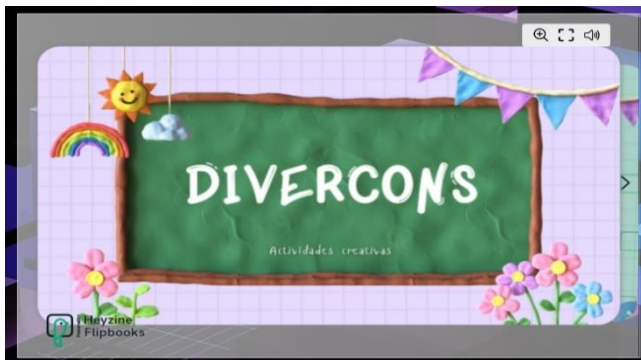 DIVERCONS
Actividades creativas
Heyzine
Flipbooks